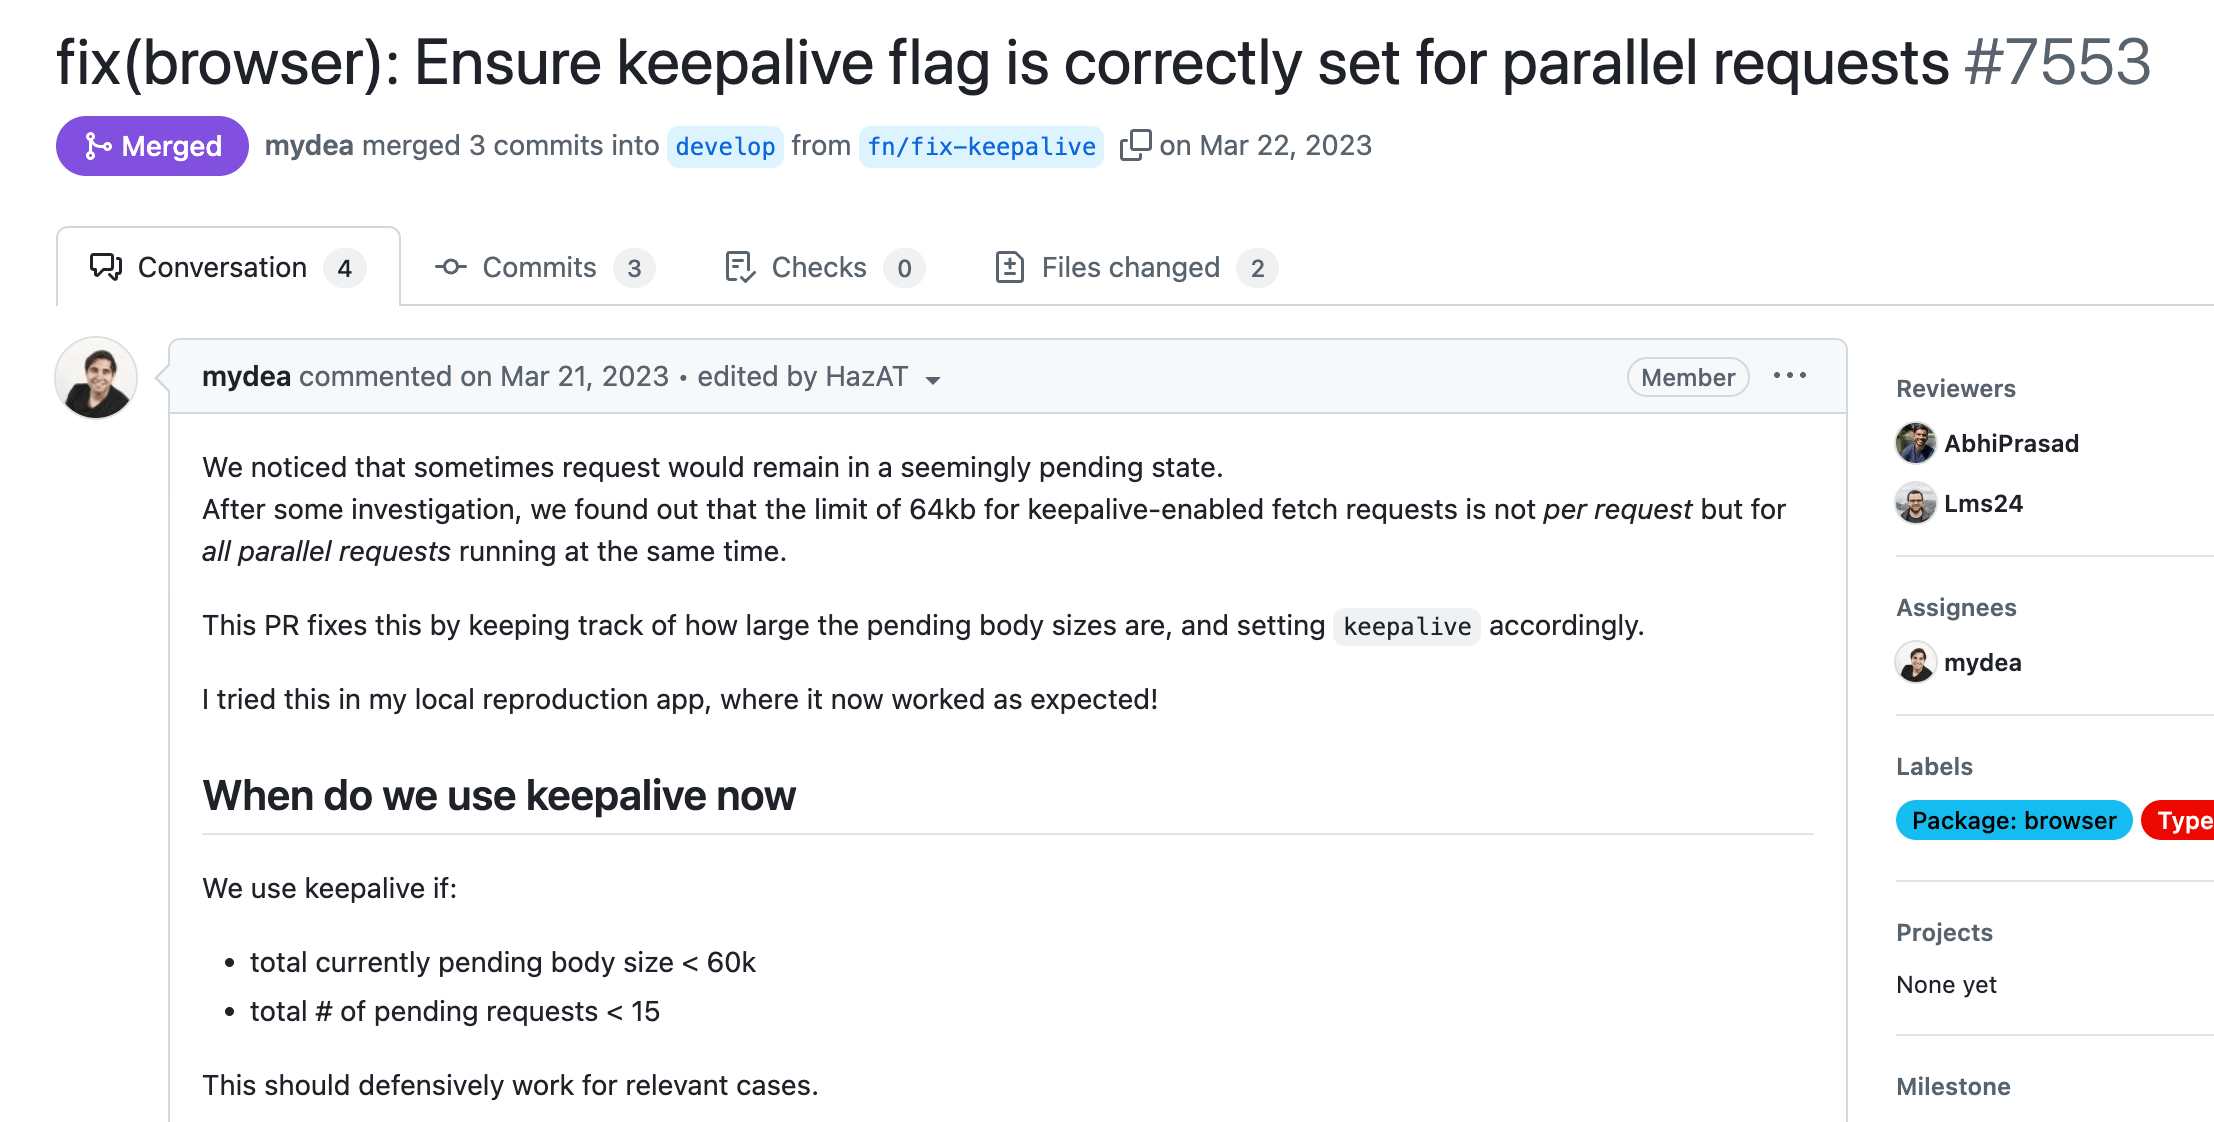 fix(browser): Ensure keepalive flag is correctly set for parallel requests #7553
Merged mydea merged 3 commits into develop from fn/fix-keepalive on Mar 22, 2023
Conversation 4 Commits 3 Checks 0 Files changed 2
mydea commented on Mar 21, 2023 • edited by HazAT Member
We noticed that sometimes request would remain in a seemingly pending state.
After some investigation, we found out that the limit of 64kb for keepalive-enabled fetch requests is not per request but for
all parallel requests running at the same time.
This PR fixes this by keeping track of how large the pending body sizes are, and setting keepalive accordingly.
I tried this in my local reproduction app, where it now worked as expected!
When do we use keepalive now
We use keepalive if:
• total currently pending body size < 60k
• total # of pending requests < 15
This should defensively work for relevant cases.
Reviewers
AbhiPrasad
Lms24
Assignees
mydea
Labels
Package: browser Type
Projects
None yet
Milestone